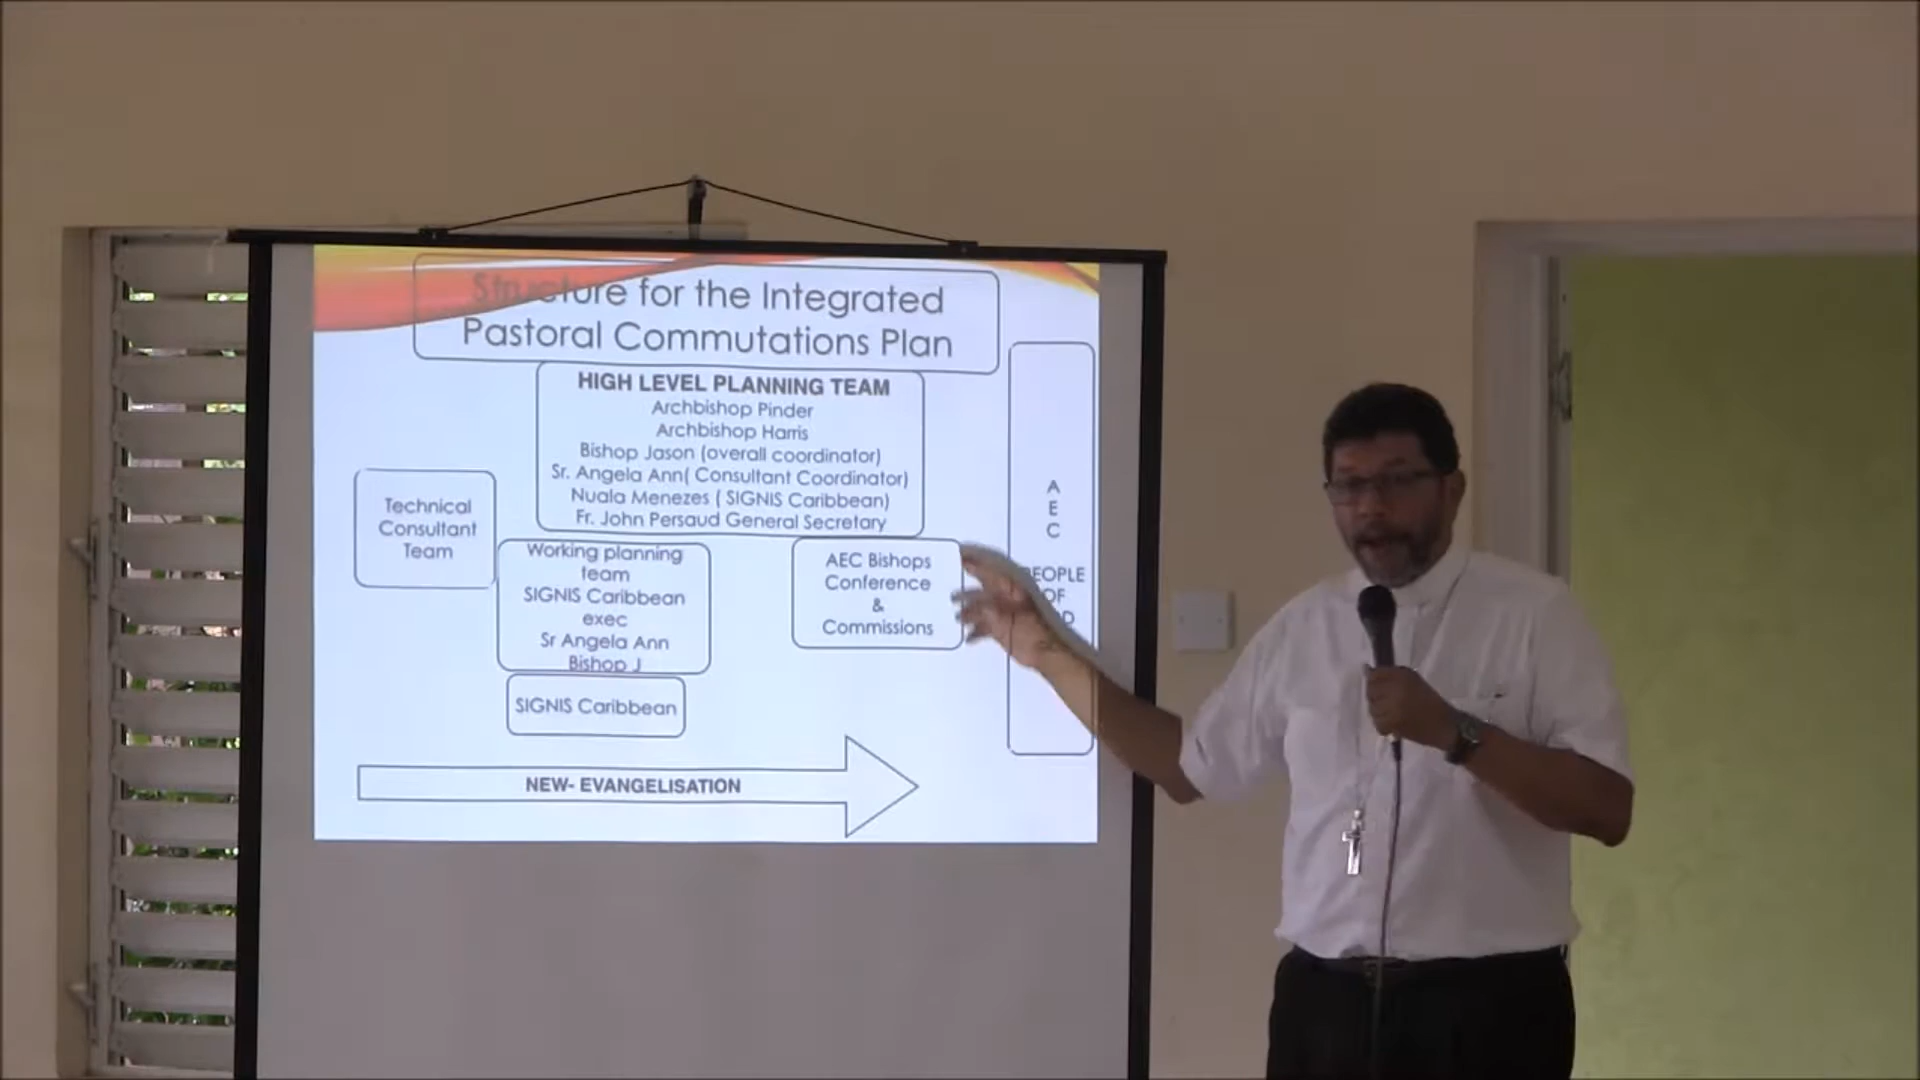 Structure for the Integrated
Pastoral Commutations Plan
HIGH LEVEL PLANNING TEAM
Archbishop Pinder
Archbishop Harris
Bishop Jason (overall coordinator)
Sr. Angela Ann( Consultant Coordinator)
Nuala Menezes ( SIGNIS Caribbean)
Fr. John Persaud General Secretary
Technical
Consultant
Team
Working planning
team
SIGNIS Caribbean
exec
Sr Angela Ann
Bishop J
SIGNIS Caribbean
AEC Bishops
Conference
&
Commissions
A
E
C
EOPLE
OF
NEW- EVANGELISATION